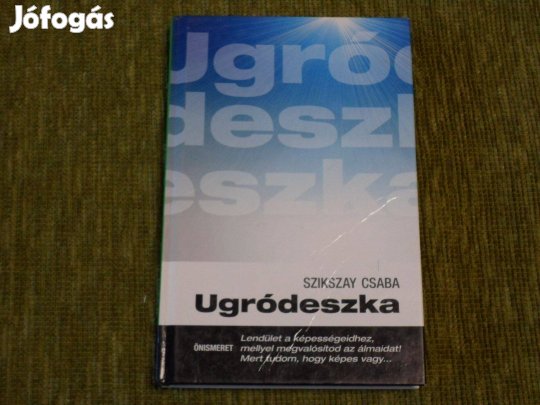 Jófogás
Ugród
deszk
eszka
SZIKSZAY CSABA
Ugródeszka
ÖNISMERET
Lendület a képességeidhez,
mellyel megvalósítod az álmaidat!
Mert tudom, hogy képes vagy...